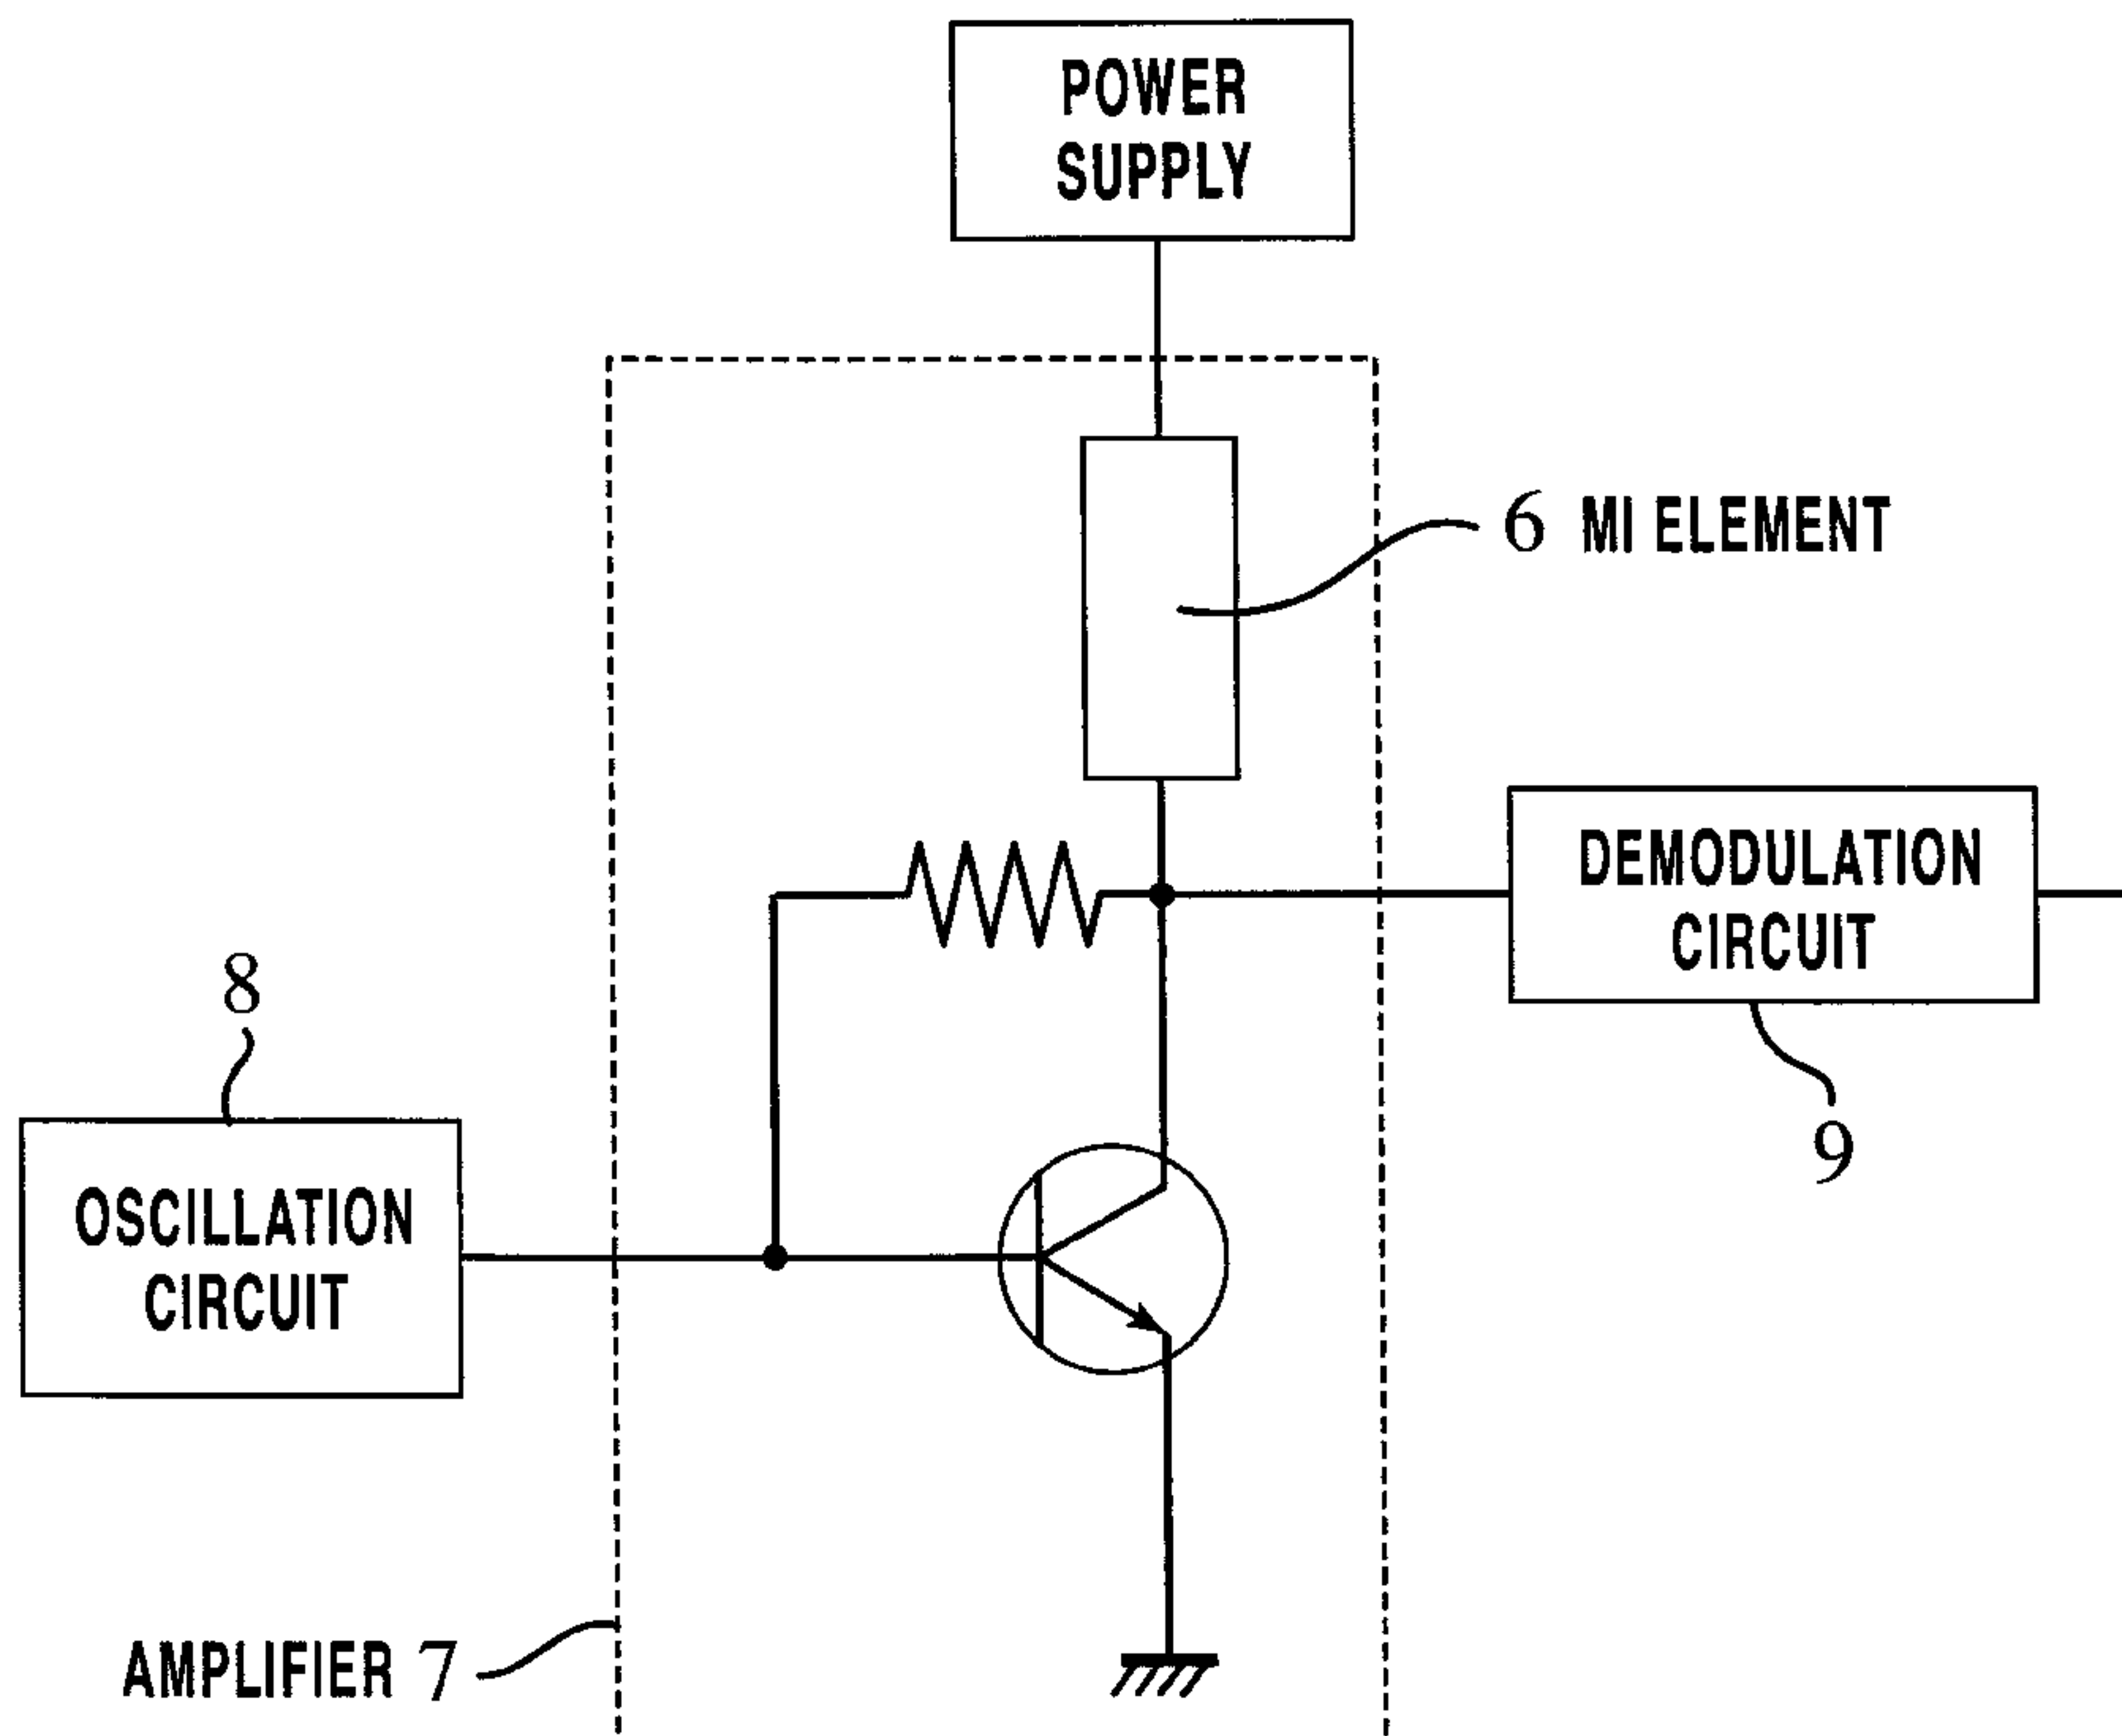 POWER
SUPPLY
6 MI ELEMENT
DEMODULATION
CIRCUIT
8
9
OSCILLATION
CIRCUIT
AMPLIFIER 7